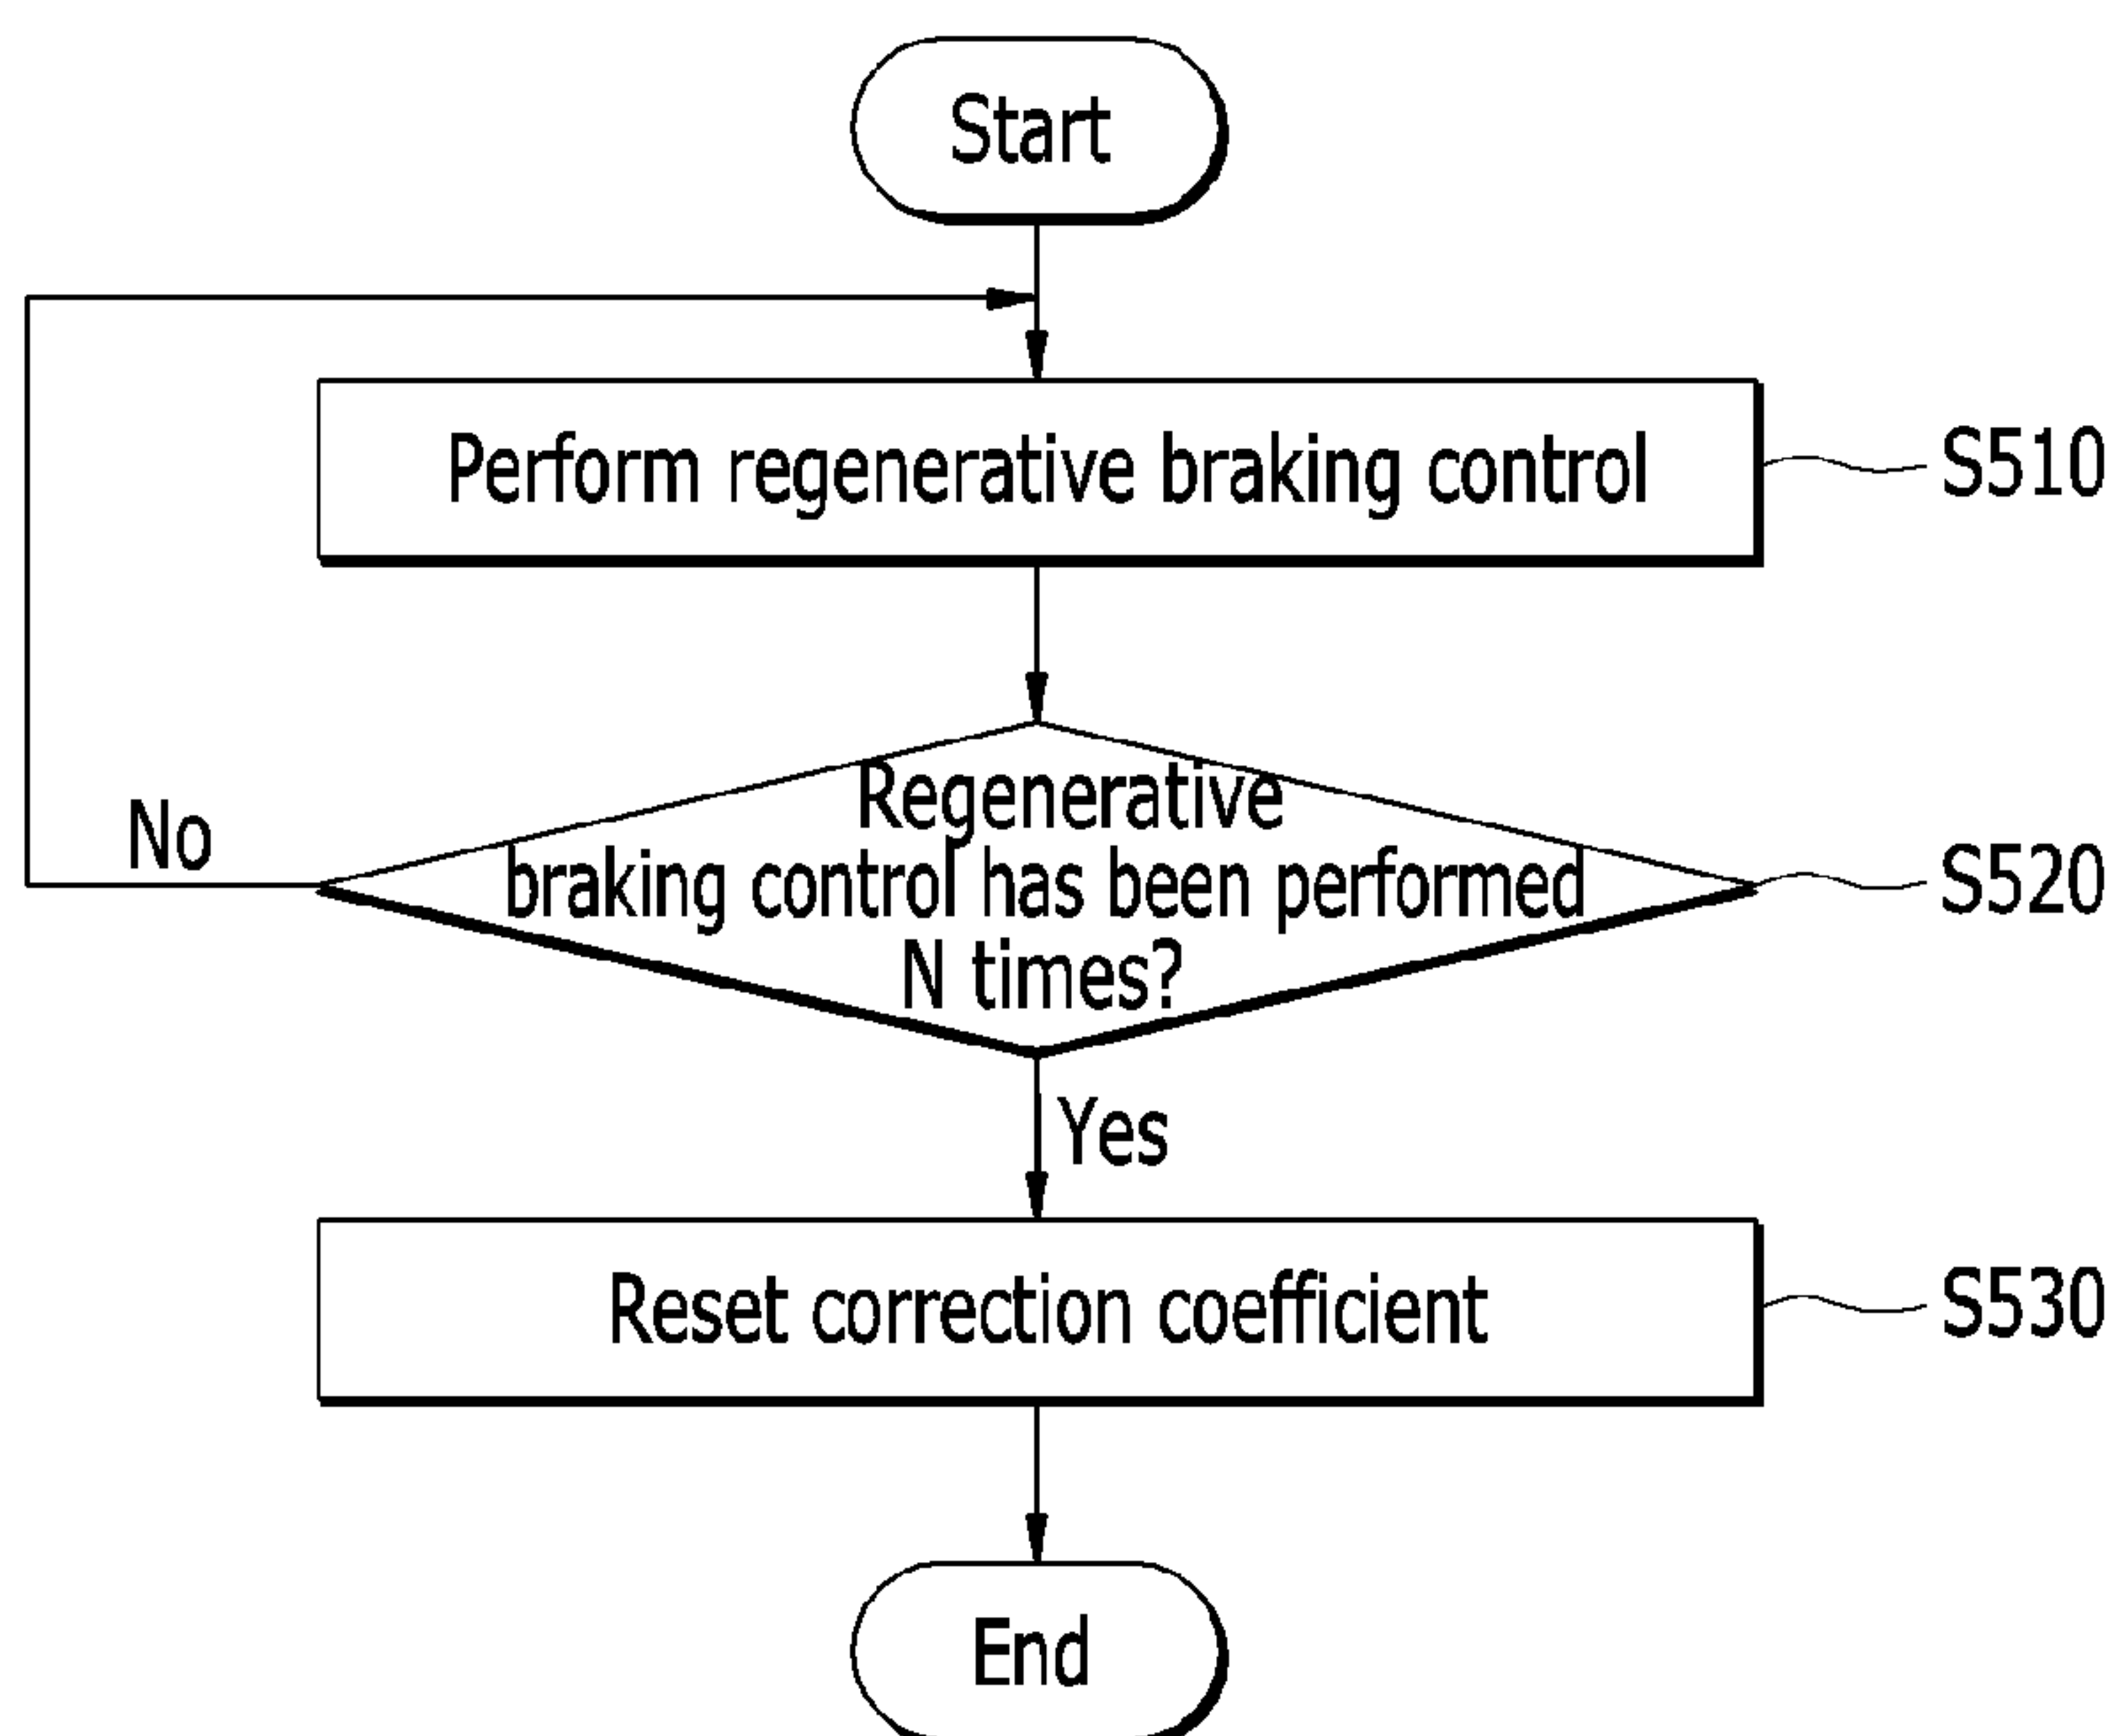 Start
Perform regenerative braking control
S510
Regenerative
braking control has been performed
N times?
S520
No
Yes
Reset correction coefficient
S530
End